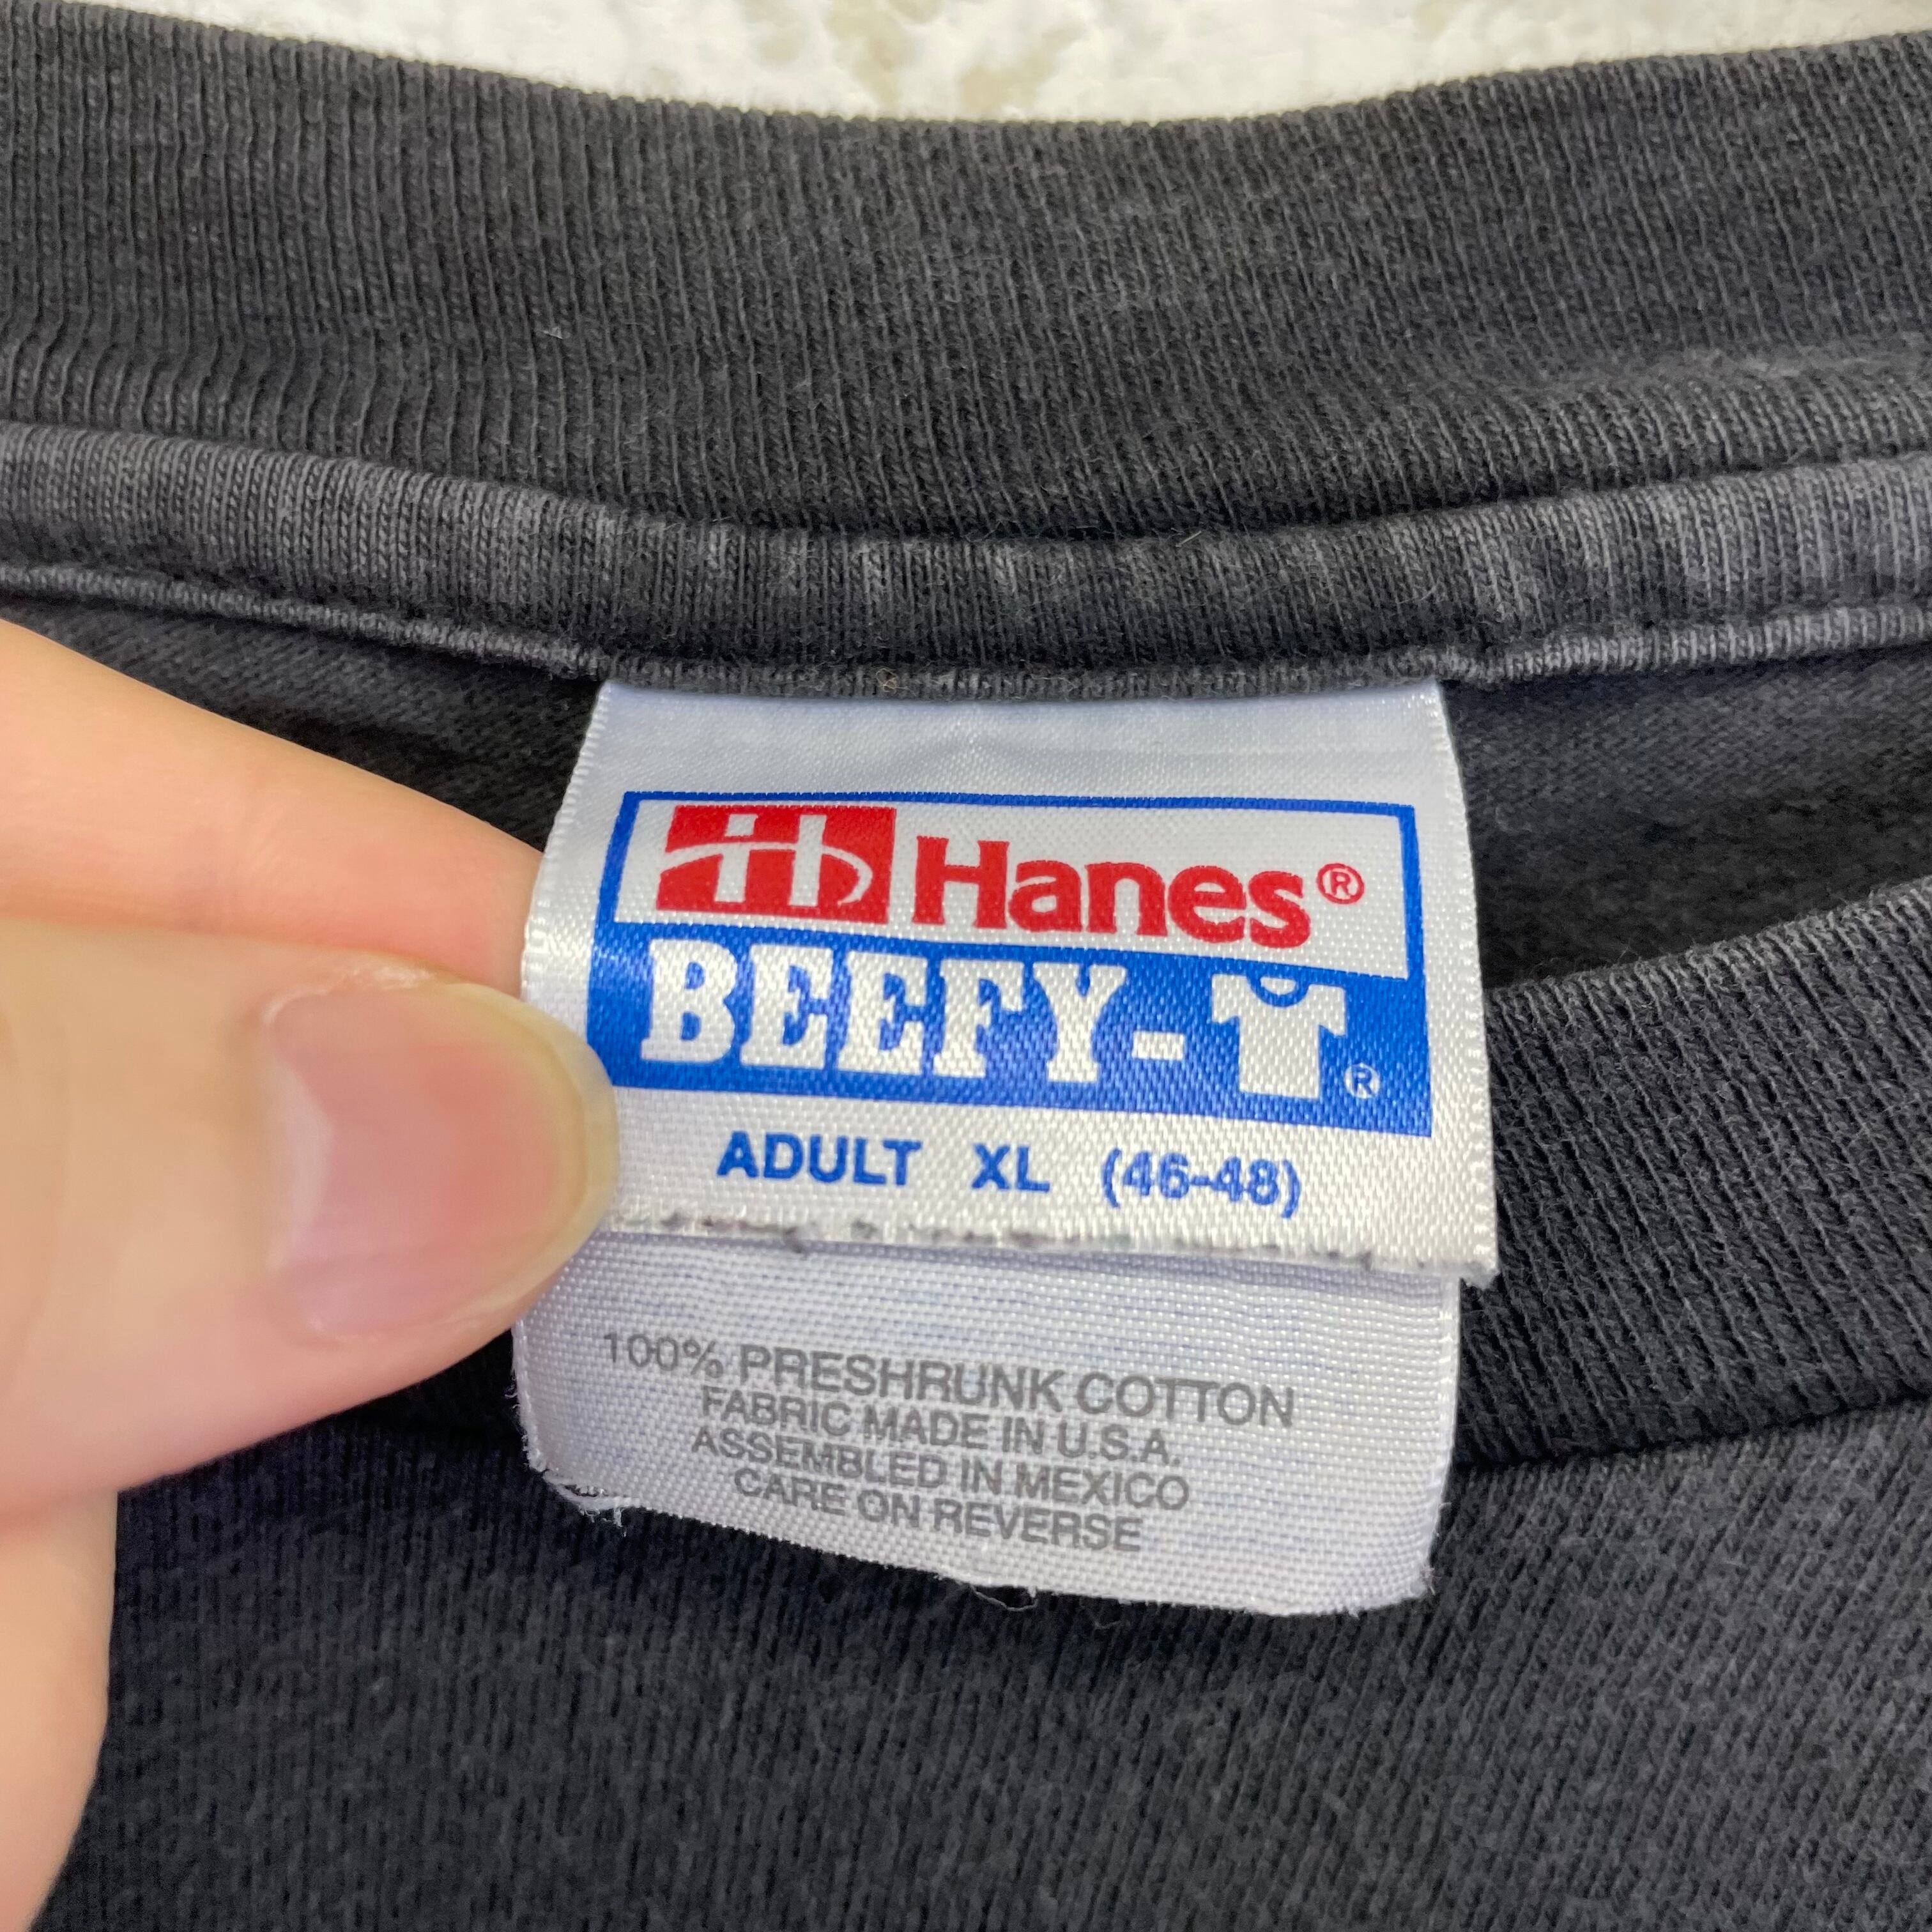 Hanes®
BEEFY-T®
ADULT XL (46-48)
100% PRESHRUNK COTTON
FABRIC MADE IN U.S.A.
ASSEMBLED IN MEXICO
CARE ON REVERSE